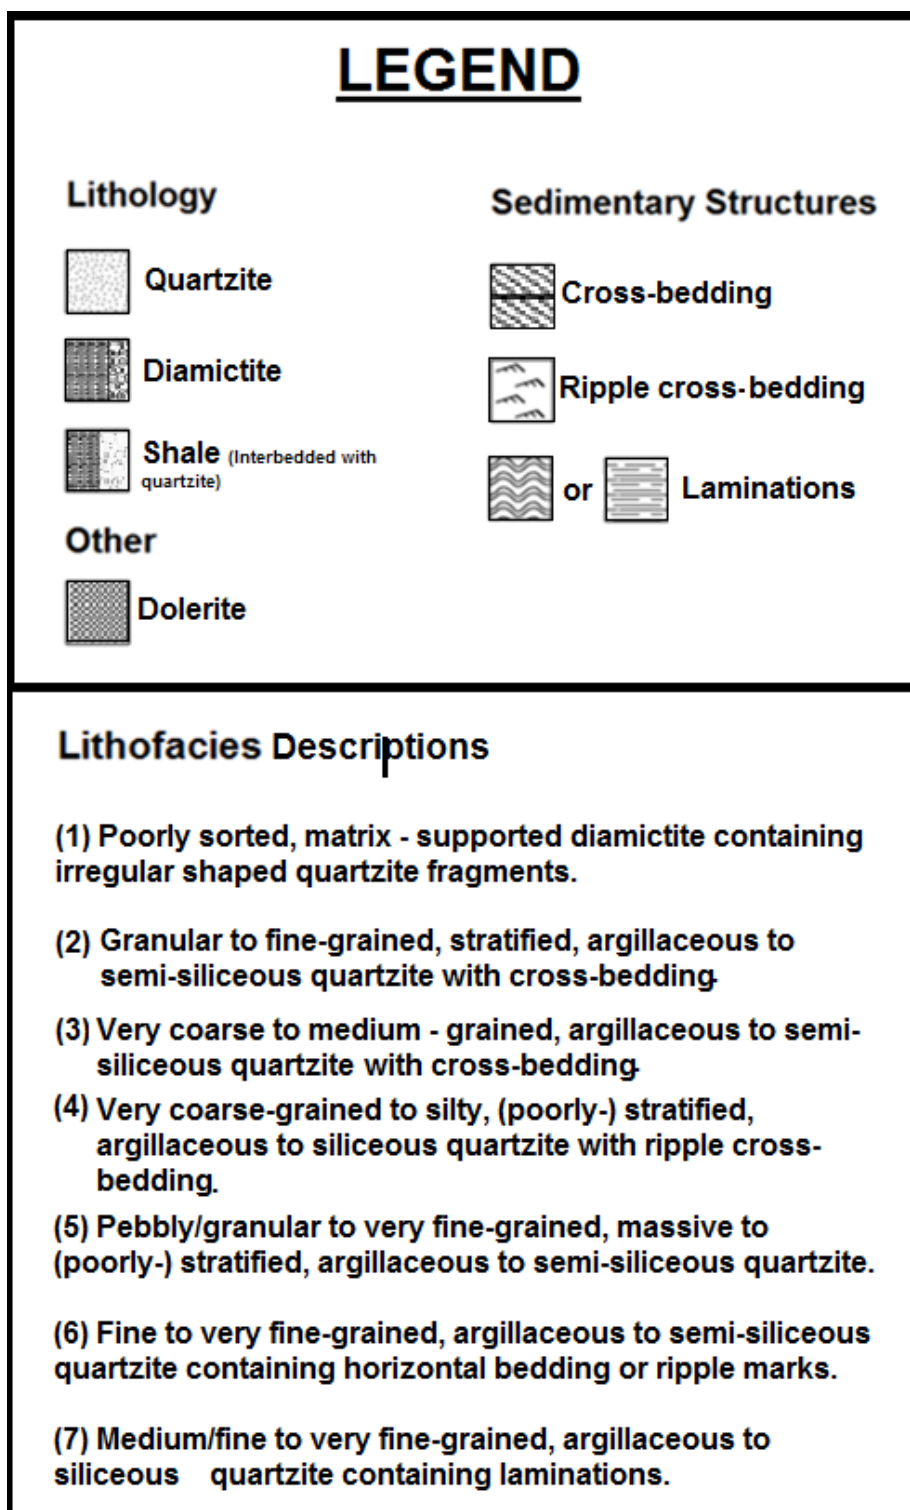 LEGEND
Lithology
Quartzite
Diamictite
Shale (Interbedded with
quartzite)
Other
Dolerite
Sedimentary Structures
Cross-bedding
Ripple cross-bedding
or Laminations
Lithofacies Descriptions
(1) Poorly sorted, matrix - supported diamictite containing
irregular shaped quartzite fragments.
(2) Granular to fine-grained, stratified, argillaceous to
semi-siliceous quartzite with cross-bedding.
(3) Very coarse to medium - grained, argillaceous to semi-
siliceous quartzite with cross-bedding.
(4) Very coarse-grained to silty, (poorly-) stratified,
argillaceous to siliceous quartzite with ripple cross-
bedding.
(5) Pebbly/granular to very fine-grained, massive to
(poorly-) stratified, argillaceous to semi-siliceous quartzite.
(6) Fine to very fine-grained, argillaceous to semi-siliceous
quartzite containing horizontal bedding or ripple marks.
(7) Medium/fine to very fine-grained, argillaceous to
siliceous quartzite containing laminations.